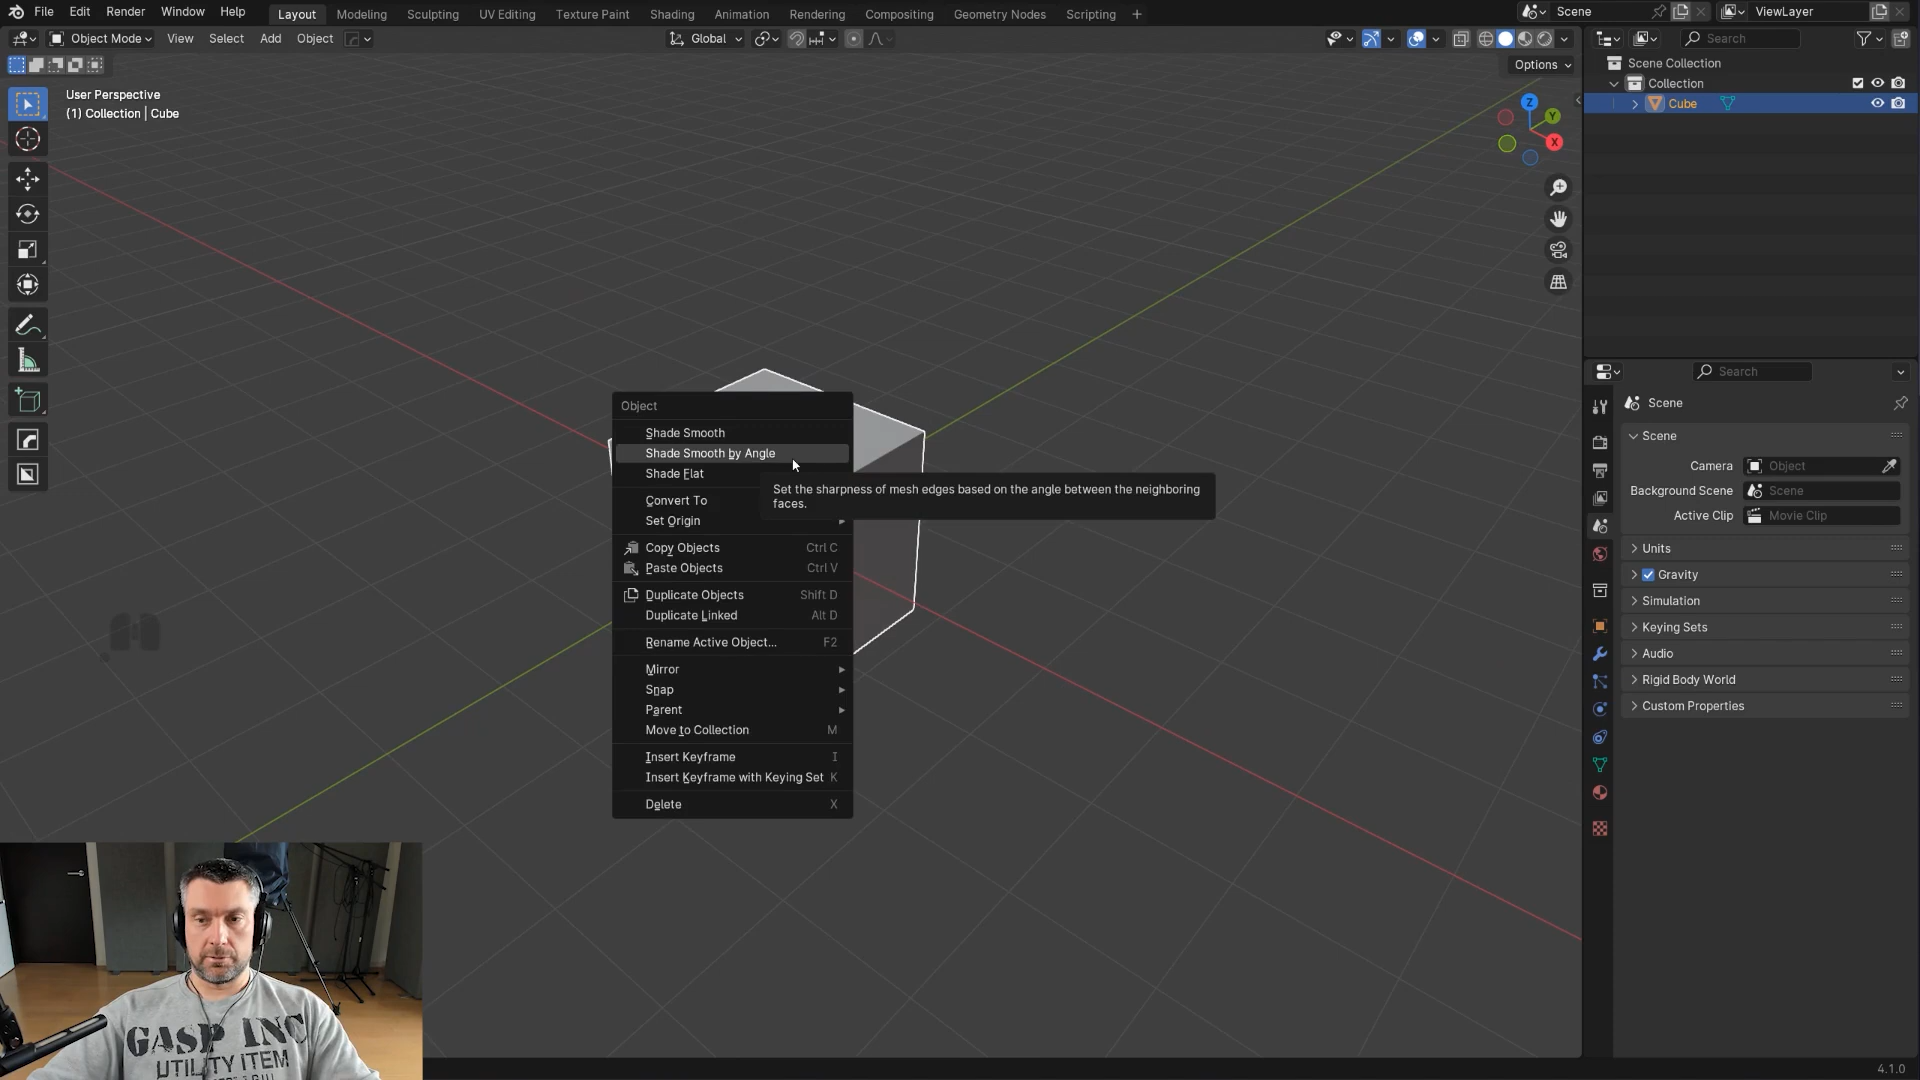 File Edit Render Window Help Layout Modeling Sculpting UV Editing Texture Paint Shading Animation Rendering Compositing Geometry Nodes Scripting + Scene ViewLayer
Object Mode View Select Add Object Global Search
Options
User Perspective
(1) Collection | Cube
Z
Y
X
Scene Collection
Collection
Cube
Search
Scene
Scene
Camera Object
Background Scene Scene
Active Clip Movie Clip
Units
Gravity
Simulation
Keying Sets
Audio
Rigid Body World
Custom Properties
Object
Shade Smooth
Shade Smooth by Angle
Shade Flat
Set the sharpness of mesh edges based on the angle between the neighboring
faces.
Convert To
Set Origin
Copy Objects Ctrl C
Paste Objects Ctrl V
Duplicate Objects Shift D
Duplicate Linked Alt D
Rename Active Object... F2
Mirror
Snap
Parent
Move to Collection M
Insert Keyframe I
Insert Keyframe with Keying Set K
Delete X
GASP INC
UTILITY ITEM
4.1.0